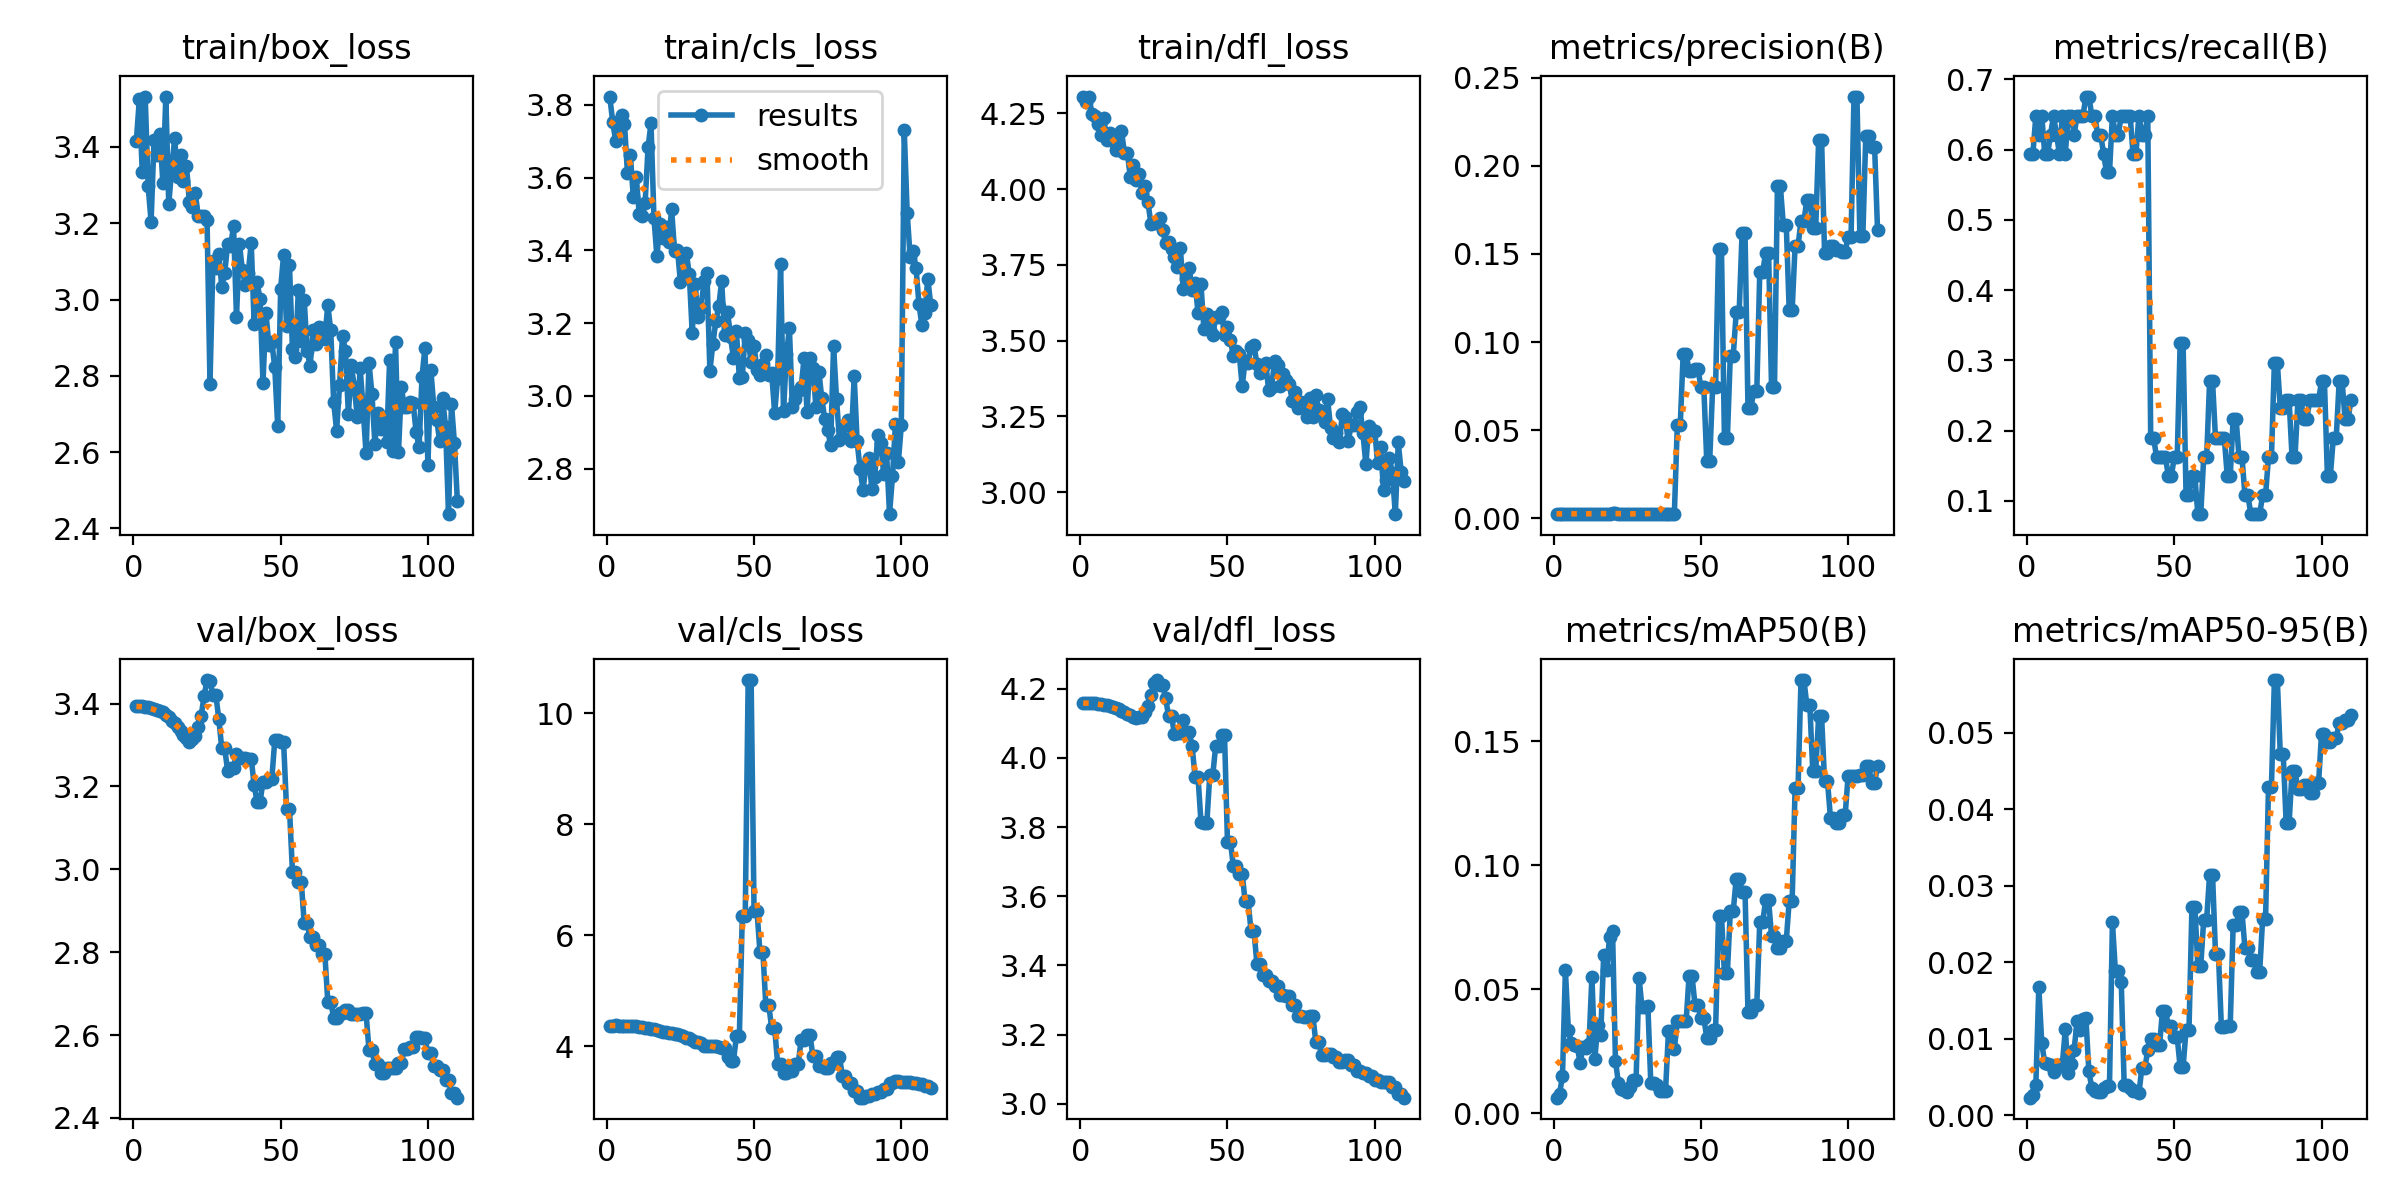 train/box_loss
3.4
3.2
3.0
2.8
2.6
2.4
0 50 100
train/cls_loss
results
smooth
3.8
3.6
3.4
3.2
3.0
2.8
0 50 100
train/dfl_loss
4.25
4.00
3.75
3.50
3.25
3.00
0 50 100
metrics/precision(B)
0.25
0.20
0.15
0.10
0.05
0.00
0 50 100
metrics/recall(B)
0.7
0.6
0.5
0.4
0.3
0.2
0.1
0 50 100
val/box_loss
3.4
3.2
3.0
2.8
2.6
2.4
0 50 100
val/cls_loss
10
8
6
4
0 50 100
val/dfl_loss
4.2
4.0
3.8
3.6
3.4
3.2
3.0
0 50 100
metrics/mAP50(B)
0.15
0.10
0.05
0.00
0 50 100
metrics/mAP50-95(B)
0.05
0.04
0.03
0.02
0.01
0.00
0 50 100